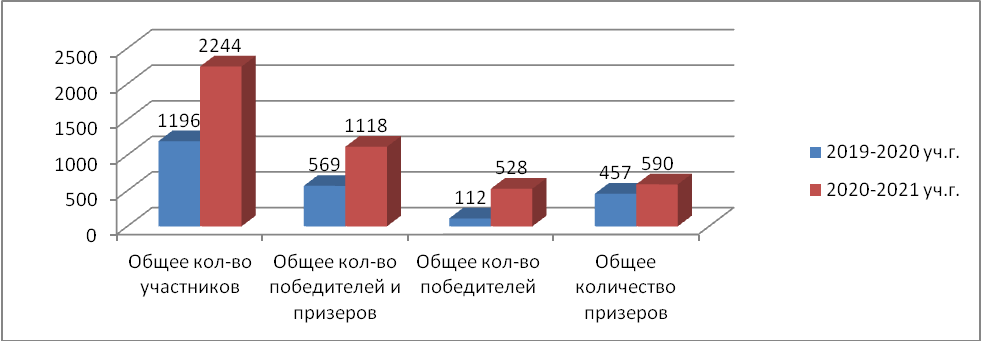 2500
2000
1500
1000
500
0
1196
2244
569
1118
112
528
457
590
Общее кол-во
участников
Общее кол-во
победителей и
призеров
Общее кол-во
победителей
Общее
количество
призеров
2019-2020 уч.г.
2020-2021 уч.г.